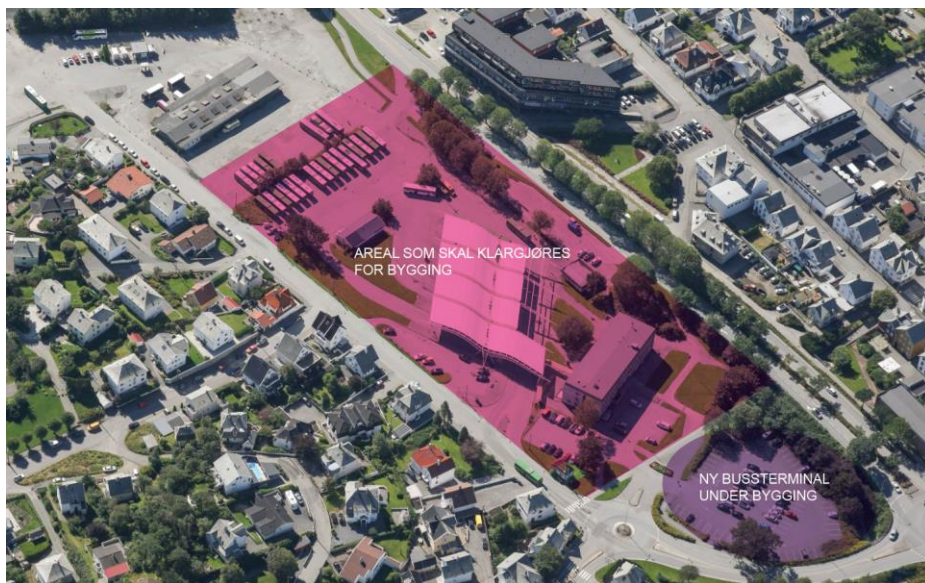 AREAL SOM SKAL KLARGJØRES
FOR BYGGING
NY BUSSTERMINAL
UNDER BYGGING